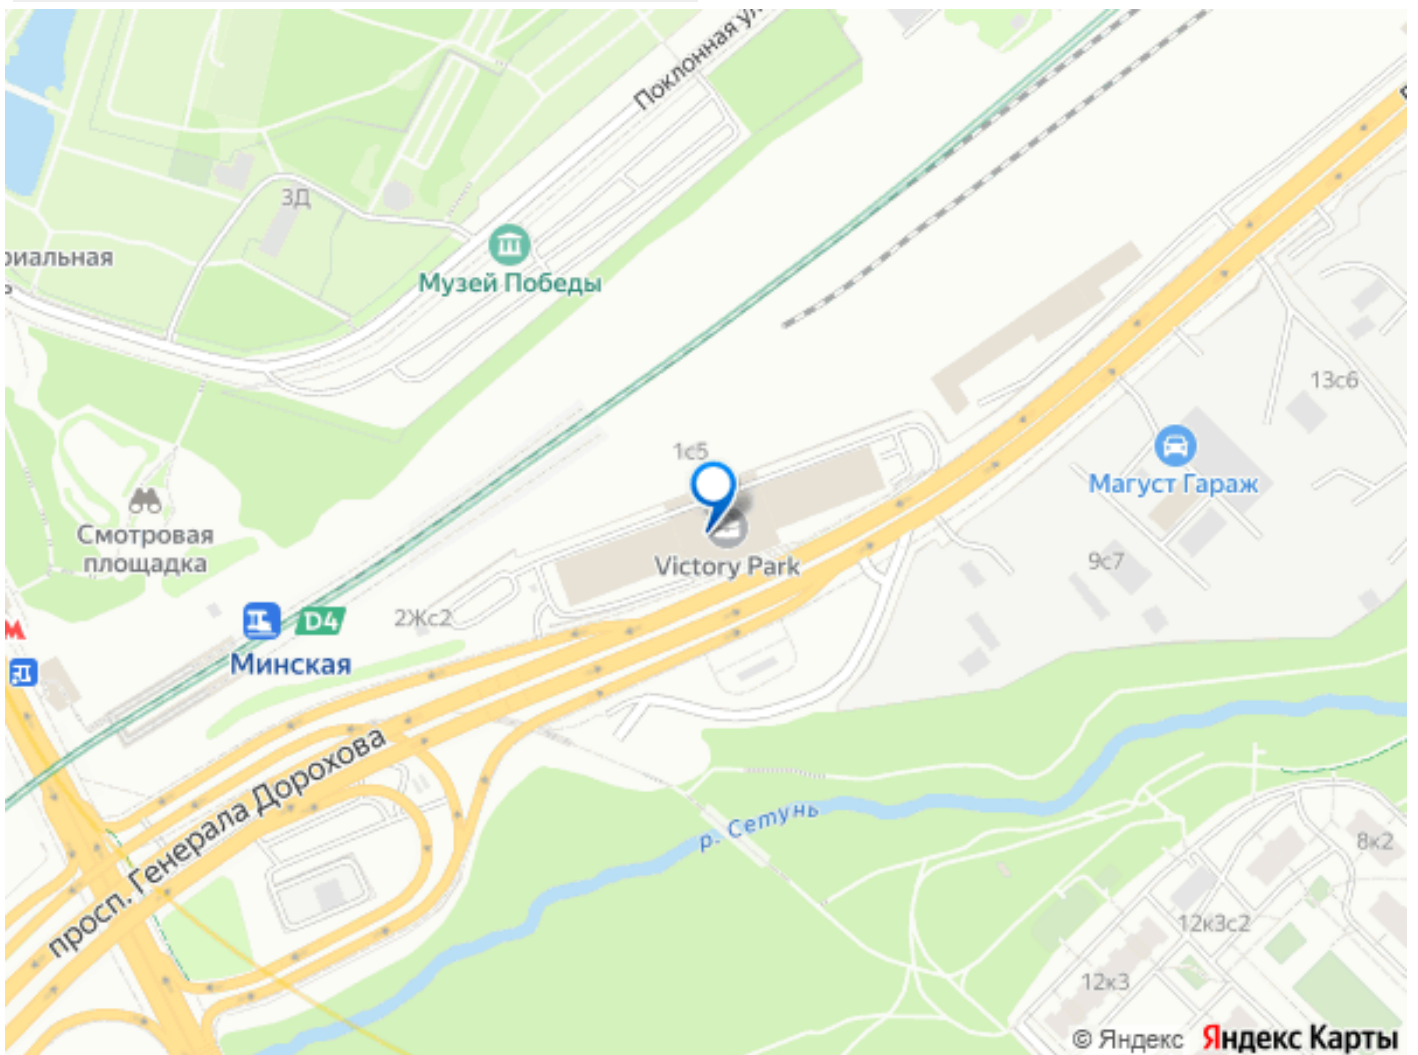 Поклонная ул.
3Д
Музей Победы
риальная
1с5
13с6
Магуст Гараж
Смотровая
площадка
Victory Park
9с7
2Жс2
D4
Минская
просп. Генерала Дорохова
р. Сетунь
8к2
12к3с2
12к3
© Яндекс Яндекс Карты